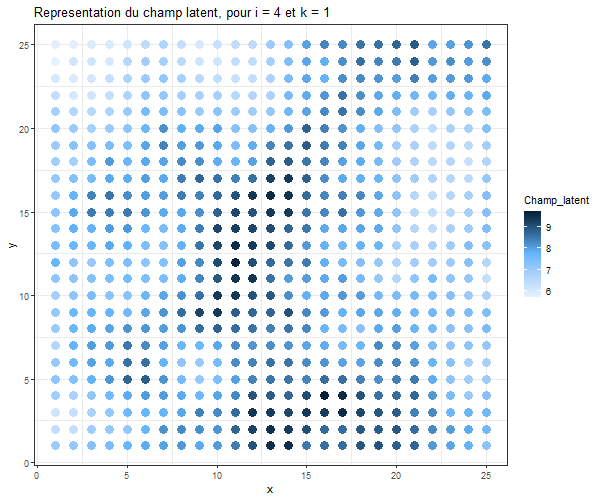 Representation du champ latent, pour i = 4 et k = 1
25
20
15
10
5
0
y
0 5 10 15 20 25
x
Champ_latent
9
8
7
6